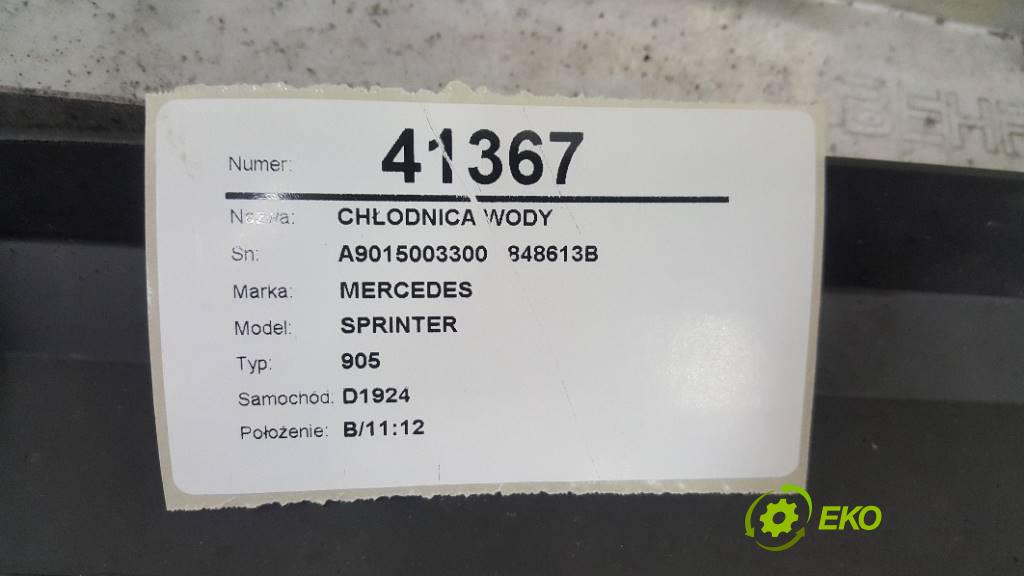 BEHR
Numer: 41367
Nazwa: CHŁODNICA WODY
Sn: A9015003300 848613B
Marka: MERCEDES
Model: SPRINTER
Typ: 905
Samochód: D1924
Położenie: B/11:12
EKO